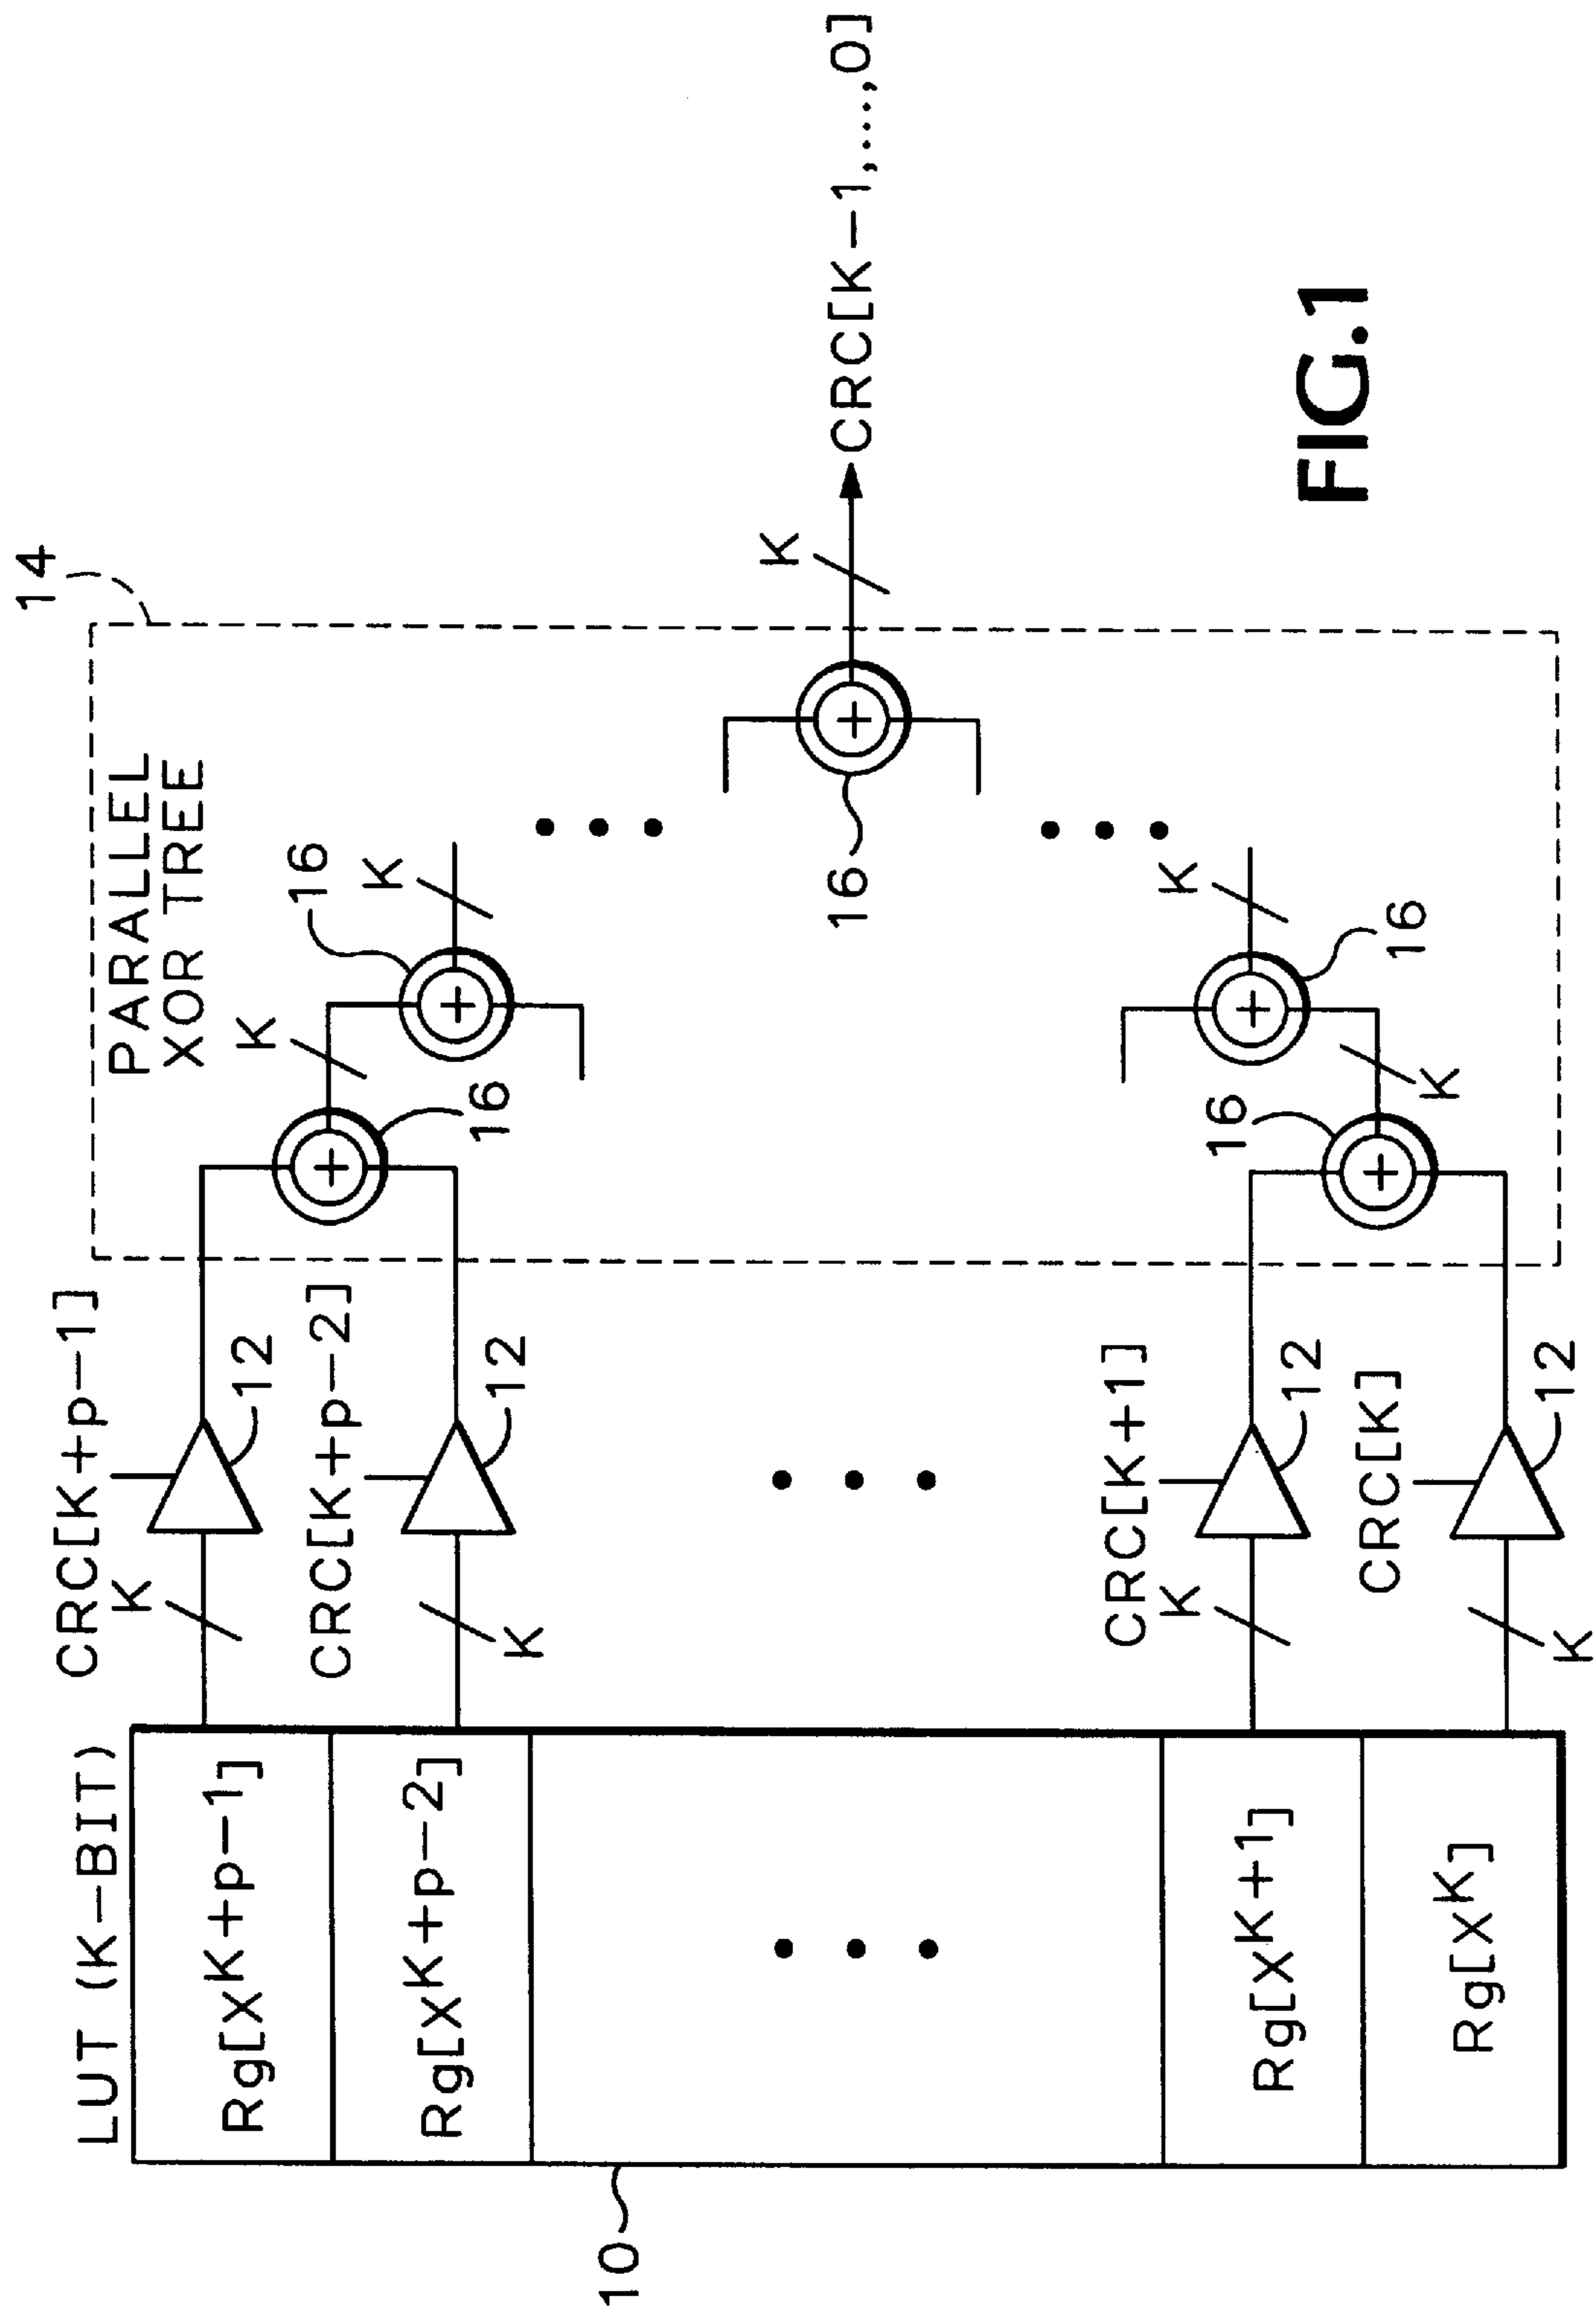 LUT (K-BIT)
Rg[X^K+p-1]
Rg[X^K+p-2]
Rg[X^K+1]
Rg[X^K]
10
CRC[K+p-1]
K
12
CRC[K+p-2]
K
12
CRC[K+1]
K
12
CRC[K]
K
12
PARALLEL
XOR TREE
14
16
K
16
K
16
K
16
K
16
K
CRC[K-1,....,0]
FIG.1